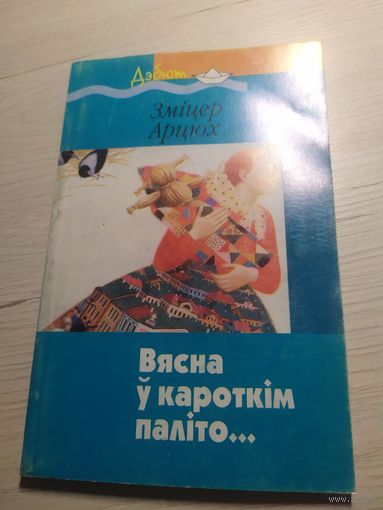 Дэбют
Зміцер
Арцюх
Вясна
ў кароткім
паліто...